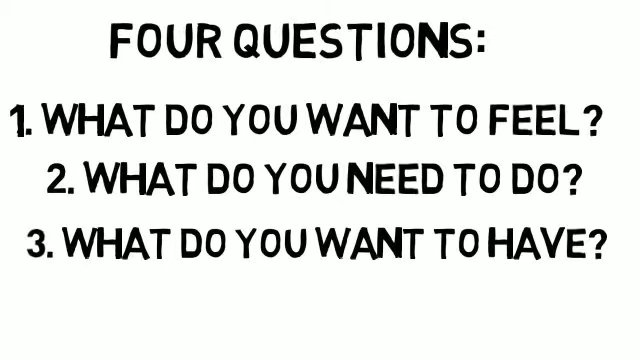 FOUR QUESTIONS:
1. WHAT DO YOU WANT TO FEEL?
2. WHAT DO YOU NEED TO DO?
3. WHAT DO YOU WANT TO HAVE?